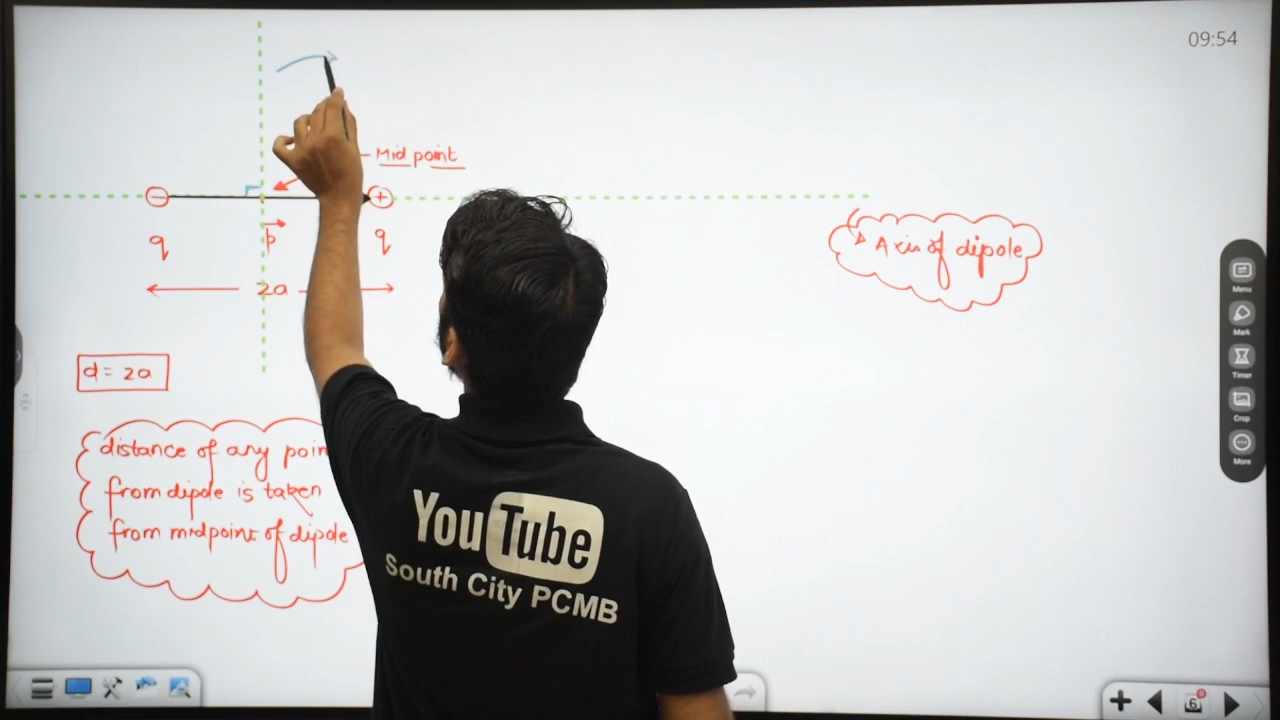 09:54
Mid point
− +
q p q
2a
Axis of dipole
d = 2a
distance of any poin
from dipole is taken
from midpoint of dipole
YouTube
South City PCMB
Menu
Mark
Timer
Crop
More
6